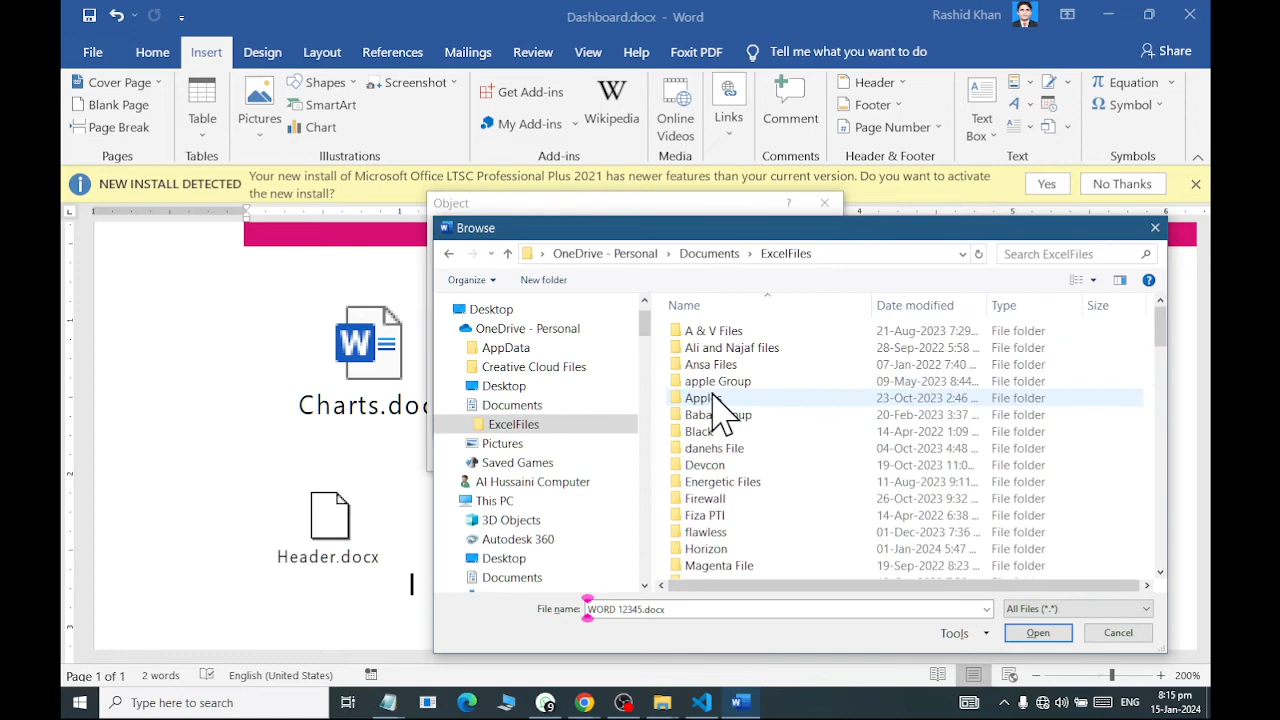 Dashboard.docx - Word
Rashid Khan
File Home Insert Design Layout References Mailings Review View Help Foxit PDF Tell me what you want to do Share
Cover Page
Blank Page
Page Break
Pages
Table
Tables
Pictures
Shapes
SmartArt
Chart
Screenshot
Illustrations
Get Add-ins
My Add-ins
Wikipedia
Add-ins
Online
Videos
Media
Links
Comment
Comments
Header
Footer
Page Number
Header & Footer
Text
Box
Text
Equation
Symbol
Symbols
NEW INSTALL DETECTED Your new install of Microsoft Office LTSC Professional Plus 2021 has newer features than your current version. Do you want to activate
the new install?
Yes No Thanks
Object ?
Browse
OneDrive - Personal › Documents › ExcelFiles
Search ExcelFiles
Organize New folder
Desktop
OneDrive - Personal
AppData
Creative Cloud Files
Desktop
Documents
ExcelFiles
Pictures
Saved Games
Al Hussaini Computer
This PC
3D Objects
Autodesk 360
Desktop
Documents
Name Date modified Type Size
A & V Files 21-Aug-2023 7:29... File folder
Ali and Najaf files 28-Sep-2022 5:58 ... File folder
Ansa Files 07-Jan-2022 7:40 ... File folder
apple Group 09-May-2023 8:44... File folder
23-Oct-2023 2:46 ... File folder
20-Feb-2023 3:37 ... File folder
Black 14-Apr-2022 1:09 ... File folder
danehs File 04-Oct-2023 4:48 ... File folder
Devcon 19-Oct-2023 11:0... File folder
Energetic Files 11-Aug-2023 9:11... File folder
Firewall 26-Oct-2023 9:32 ... File folder
Fiza PTI 14-Apr-2022 6:38 ... File folder
flawless 01-Dec-2023 7:36 ... File folder
Horizon 01-Jan-2024 5:47 ... File folder
Magenta File 19-Sep-2022 8:23 ... File folder
File name: WORD 12345.docx All Files (*.*)
Tools Open Cancel
W
Charts.doc
Header.docx
1 4 5 6
1
2
3
Page 1 of 1 2 words English (United States) 200%
Type here to search
ENG
8:15 pm
15-Jan-2024